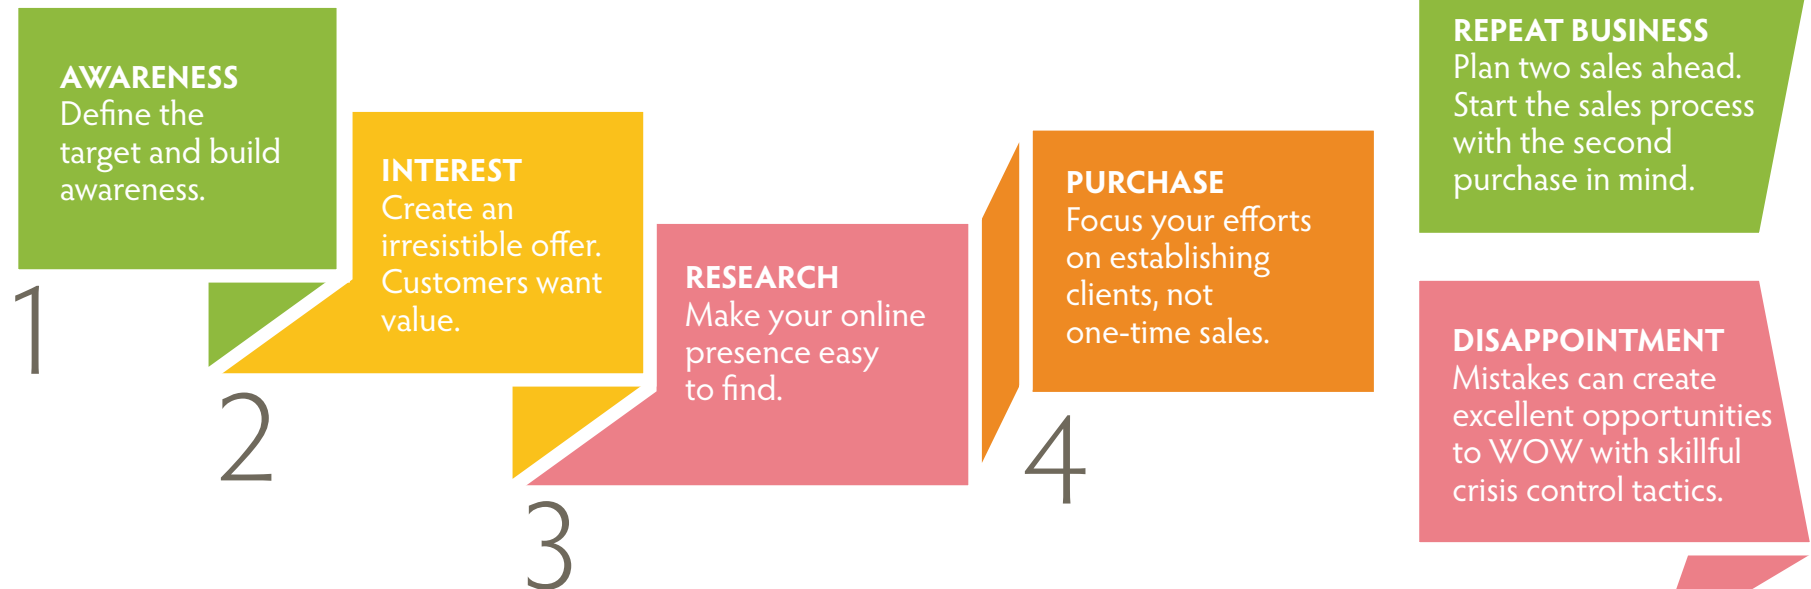 AWARENESS
Define the
target and build
awareness.
1
INTEREST
Create an
irresistible offer.
Customers want
value.
2
RESEARCH
Make your online
presence easy
to find.
3
PURCHASE
Focus your efforts
on establishing
clients, not
one-time sales.
4
REPEAT BUSINESS
Plan two sales ahead.
Start the sales process
with the second
purchase in mind.
DISAPPOINTMENT
Mistakes can create
excellent opportunities
to WOW with skillful
crisis control tactics.